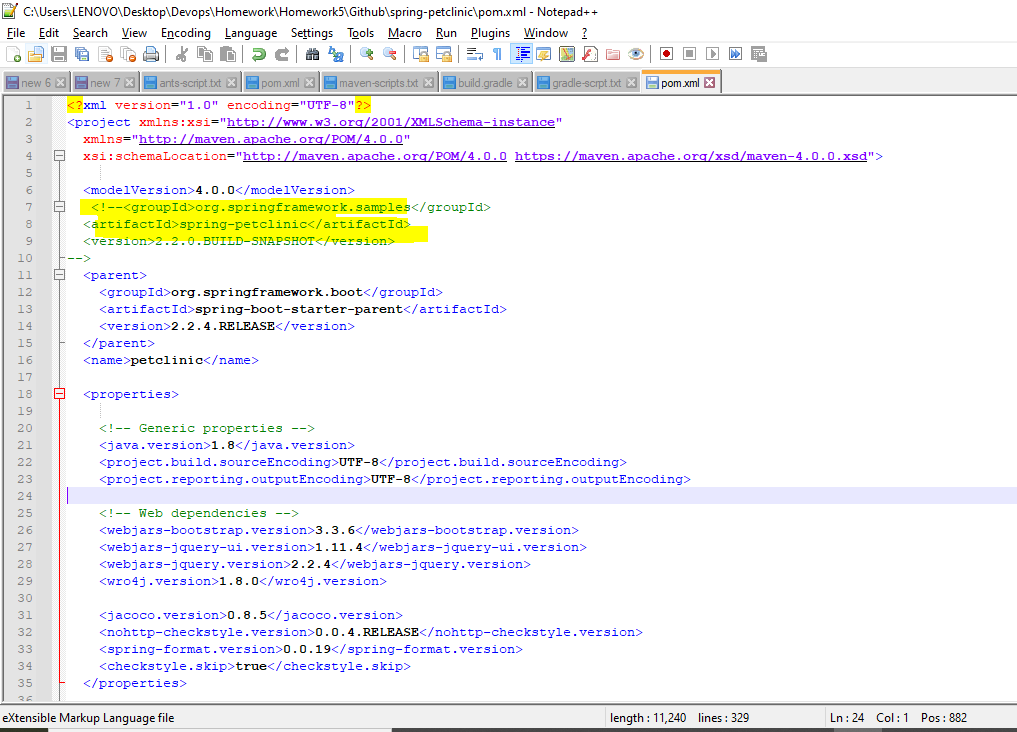 C:\Users\LENOVO\Desktop\Devops\Homework\Homework5\Github\spring-petclinic\pom.xml - Notepad++
File Edit Search View Encoding Language Settings Tools Macro Run Plugins Window ?
new 6 new 7 ants-script.txt pom.xml maven-scripts.txt build.gradle gradle-scrpt.txt pom.xml
1 <?xml version="1.0" encoding="UTF-8"?>
2 <project xmlns:xsi="http://www.w3.org/2001/XMLSchema-instance"
3 xmlns="http://maven.apache.org/POM/4.0.0"
4 xsi:schemaLocation="http://maven.apache.org/POM/4.0.0 https://maven.apache.org/xsd/maven-4.0.0.xsd">
5
6 <modelVersion>4.0.0</modelVersion>
7 <!--<groupId>org.springframework.samples</groupId>
8 <artifactId>spring-petclinic</artifactId>
9 <version>2.2.0.BUILD-SNAPSHOT</version>
10 -->
11 <parent>
12 <groupId>org.springframework.boot</groupId>
13 <artifactId>spring-boot-starter-parent</artifactId>
14 <version>2.2.4.RELEASE</version>
15 </parent>
16 <name>petclinic</name>
17
18 <properties>
19
20 <!-- Generic properties -->
21 <java.version>1.8</java.version>
22 <project.build.sourceEncoding>UTF-8</project.build.sourceEncoding>
23 <project.reporting.outputEncoding>UTF-8</project.reporting.outputEncoding>
24
25 <!-- Web dependencies -->
26 <webjars-bootstrap.version>3.3.6</webjars-bootstrap.version>
27 <webjars-jquery-ui.version>1.11.4</webjars-jquery-ui.version>
28 <webjars-jquery.version>2.2.4</webjars-jquery.version>
29 <wro4j.version>1.8.0</wro4j.version>
30
31 <jacoco.version>0.8.5</jacoco.version>
32 <nohttp-checkstyle.version>0.0.4.RELEASE</nohttp-checkstyle.version>
33 <spring-format.version>0.0.19</spring-format.version>
34 <checkstyle.skip>true</checkstyle.skip>
35 </properties>
36
eXtensible Markup Language file length : 11,240 lines : 329 Ln : 24 Col : 1 Pos : 882